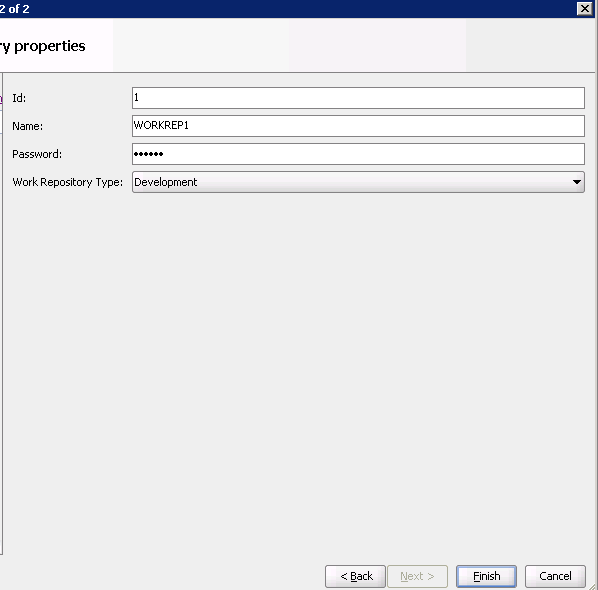 2 of 2
ry properties
Id:
1
Name:
WORKREP1
Password:
••••••
Work Repository Type:
Development
< Back
Next >
Finish
Cancel